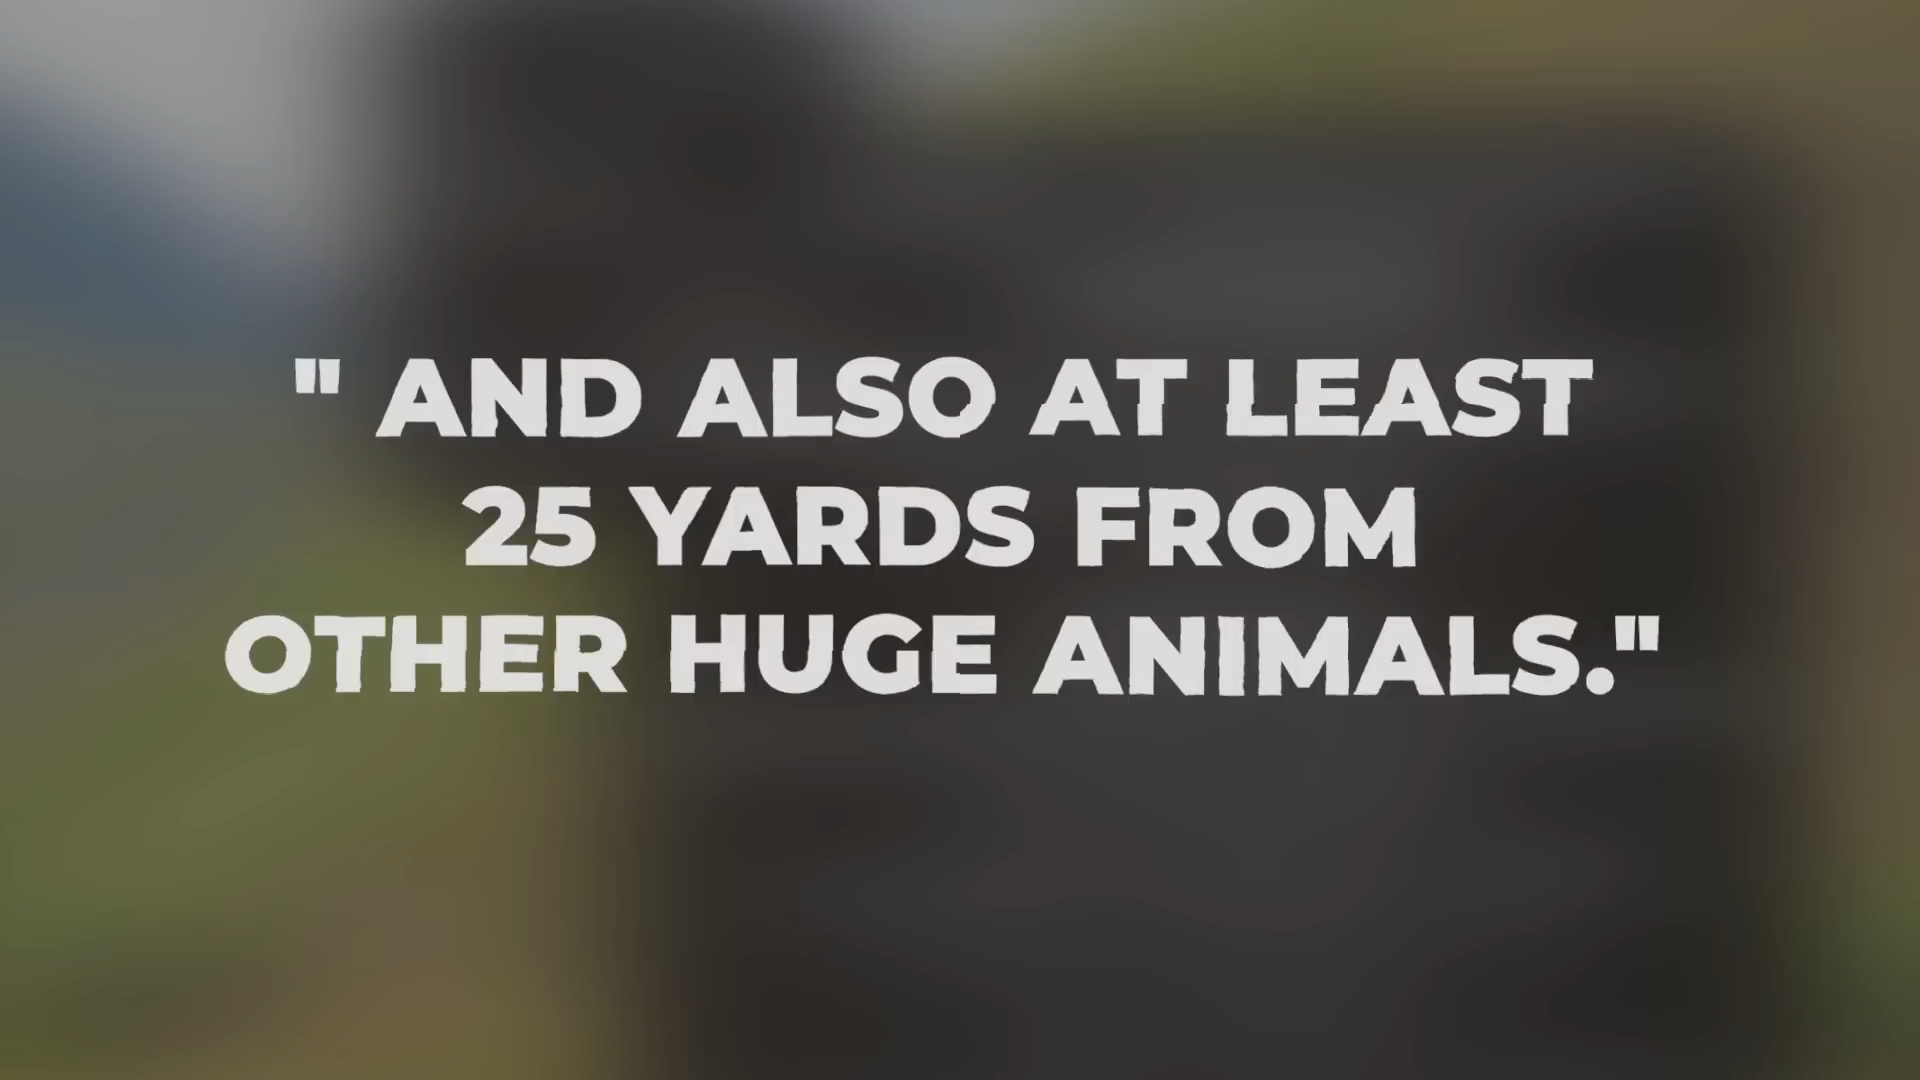 " AND ALSO AT LEAST
25 YARDS FROM
OTHER HUGE ANIMALS."